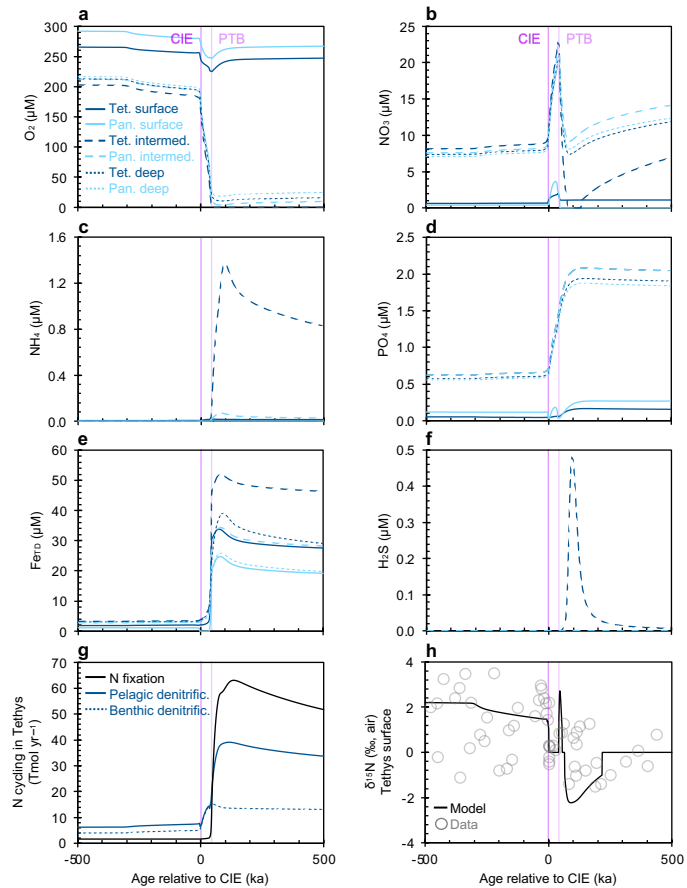 a
CIE
PTB
300
250
200
150
100
50
0
O₂
(μM)
Tet. surface
Pan. surface
Tet. intermed.
Pan. intermed.
Tet. deep
Pan. deep
b
CIE
PTB
25
20
15
10
5
0
NO₃
(μM)
c
1.6
1.2
0.8
0.4
0.0
NH₄ (μM)
d
2.5
2.0
1.5
1.0
0.5
0.0
PO₄ (μM)
e
60
50
40
30
20
10
0
Feᴛᴅ
(μM)
f
0.5
0.4
0.3
0.2
0.1
0.0
H₂S
(μM)
g
70
60
50
40
30
20
10
0
N cycling in Tethys
(Tmol yr−¹)
N fixation
Pelagic denitrific.
Benthic denitrific.
-500 0 500
Age relative to CIE (ka)
h
4
2
0
-2
-4
δ¹⁵N (‰, air)
Tethys surface
Model
Data
-500 0 500
Age relative to CIE (ka)